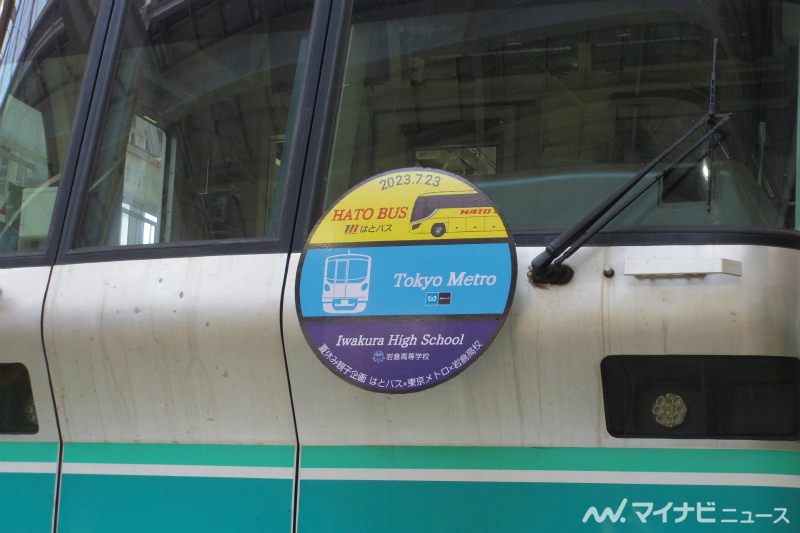 2023.7.23
HATO BUS
はとバス
HATO
Tokyo Metro
Iwakura High School
岩倉高等学校
夏休み親子企画 はとバス×東京メトロ×岩倉高校
マイナビニュース